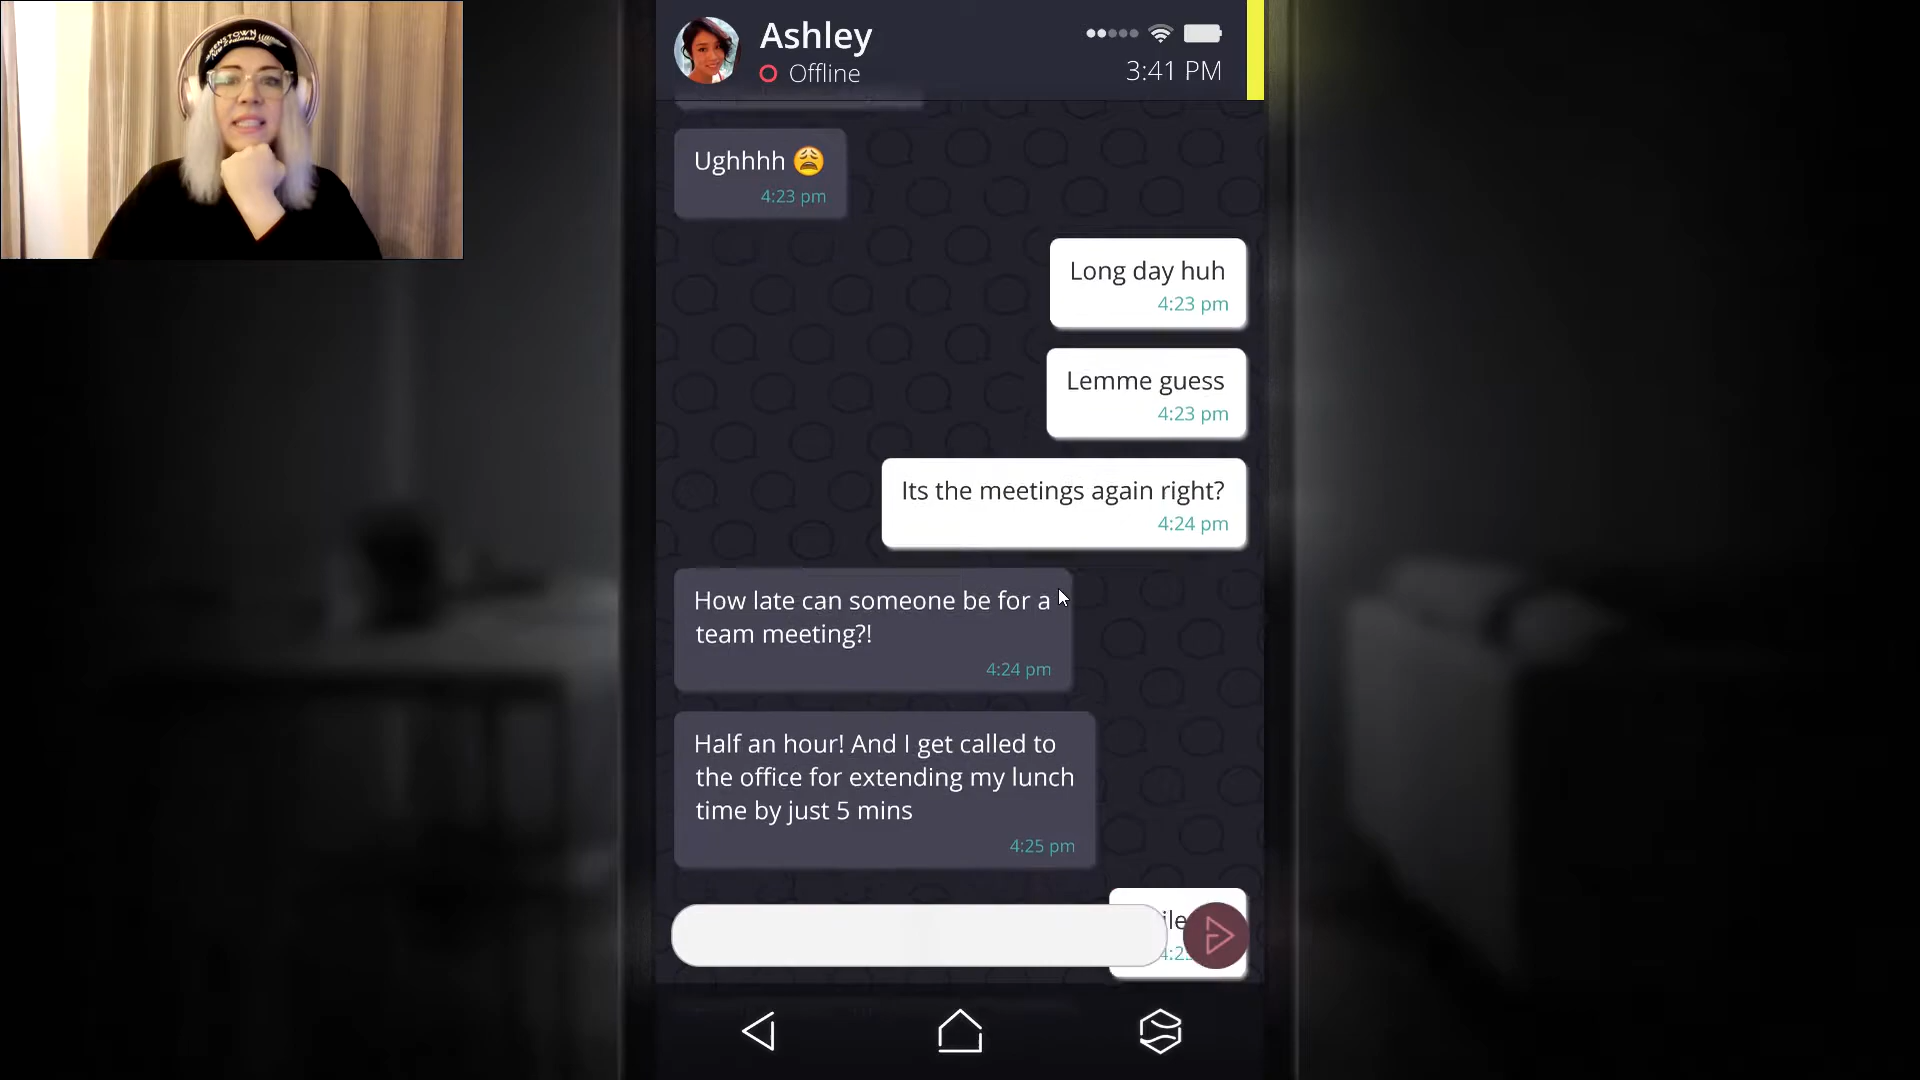 Ashley
Offline
3:41 PM
Ughhhh
4:23 pm
Long day huh
4:23 pm
Lemme guess
4:23 pm
Its the meetings again right?
4:24 pm
How late can someone be for a
team meeting?!
4:24 pm
Half an hour! And I get called to
the office for extending my lunch
time by just 5 mins
4:25 pm